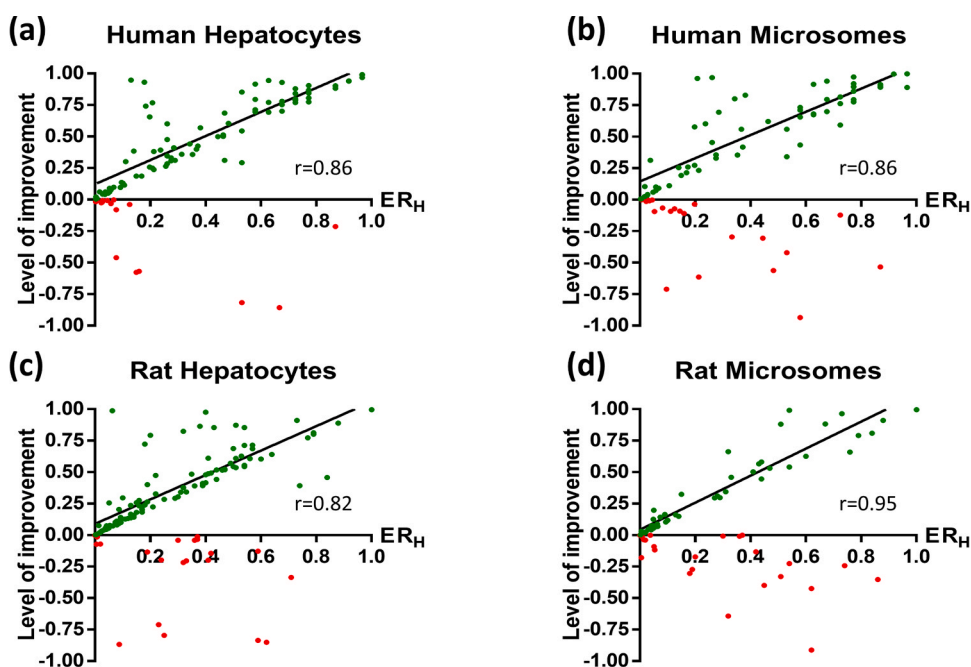 (a)
Human Hepatocytes
Level of improvement
1.00
0.75
0.50
0.25
0.00
-0.25
-0.50
-0.75
-1.00
0.2 0.4 0.6 0.8 1.0
ER_H
r=0.86
(b)
Human Microsomes
Level of improvement
1.00
0.75
0.50
0.25
0.00
-0.25
-0.50
-0.75
-1.00
0.2 0.4 0.6 0.8 1.0
ER_H
r=0.86
(c)
Rat Hepatocytes
Level of improvement
1.00
0.75
0.50
0.25
0.00
-0.25
-0.50
-0.75
-1.00
0.2 0.4 0.6 0.8 1.0
ER_H
r=0.82
(d)
Rat Microsomes
Level of improvement
1.00
0.75
0.50
0.25
0.00
-0.25
-0.50
-0.75
-1.00
0.2 0.4 0.6 0.8 1.0
ER_H
r=0.95